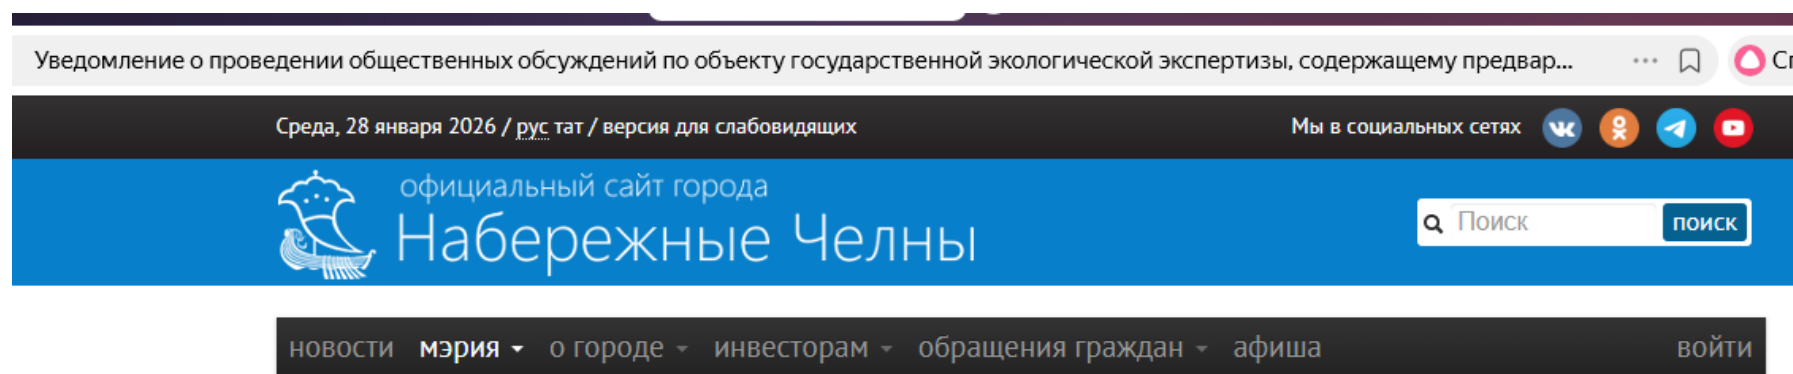 Уведомление о проведении общественных обсуждений по объекту государственной экологической экспертизы, содержащему предвар...
Среда, 28 января 2026 / рус тат / версия для слабовидящих
Мы в социальных сетях
официальный сайт города
Набережные Челны
Поиск
поиск
новости мэрия о городе инвесторам обращения граждан афиша войти